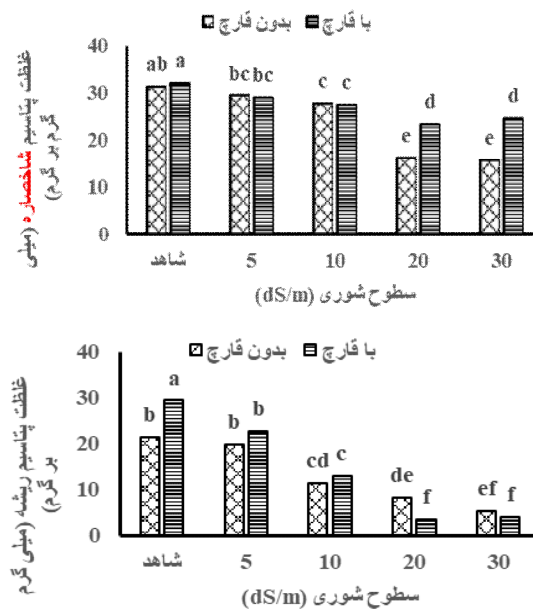 بدون قارچ با قارچ
غلظت پتاسیم شاخصاره (میلی
گرم بر گرم)
40
30
20
10
0
ab a bc bc c c e d e d
شاهد 5 10 20 30
سطوح شوری (dS/m)
بدون قارچ با قارچ
غلظت پتاسیم ریشه (میلی گرم
بر گرم)
40
30
20
10
0
b a b b cd c de f ef f
شاهد 5 10 20 30
سطوح شوری (dS/m)